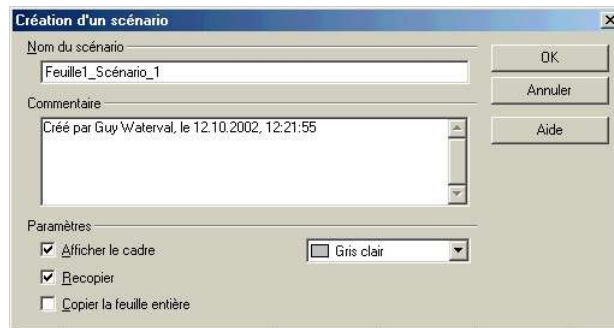 Création d'un scénario
Nom du scénario
Feuille1_Scénario_1
Commentaire
Créé par Guy Waterval, le 12.10.2002, 12:21:55
Paramètres
Afficher le cadre
Gris clair
Recopier
Copier la feuille entière
OK
Annuler
Aide